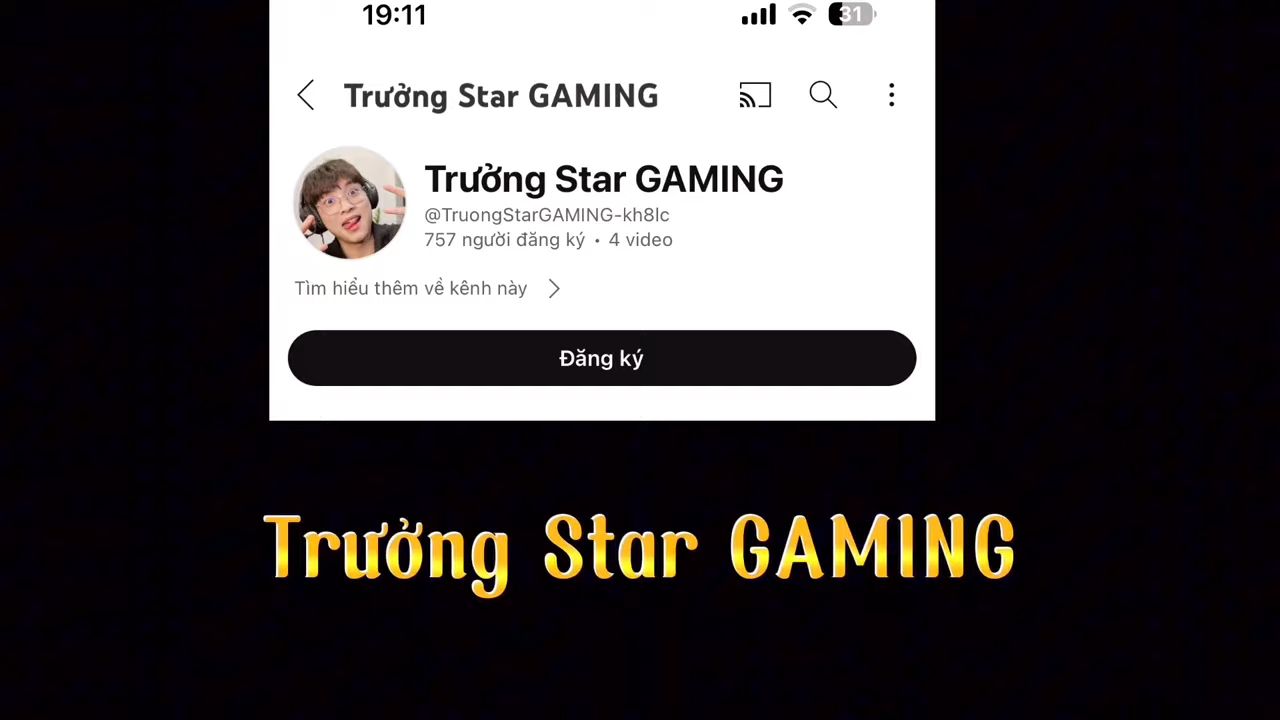 19:11
31
Trưởng Star GAMING
Trưởng Star GAMING
@TruongStarGAMING-kh8lc
757 người đăng ký • 4 video
Tìm hiểu thêm về kênh này
Đăng ký
Trưởng Star GAMING